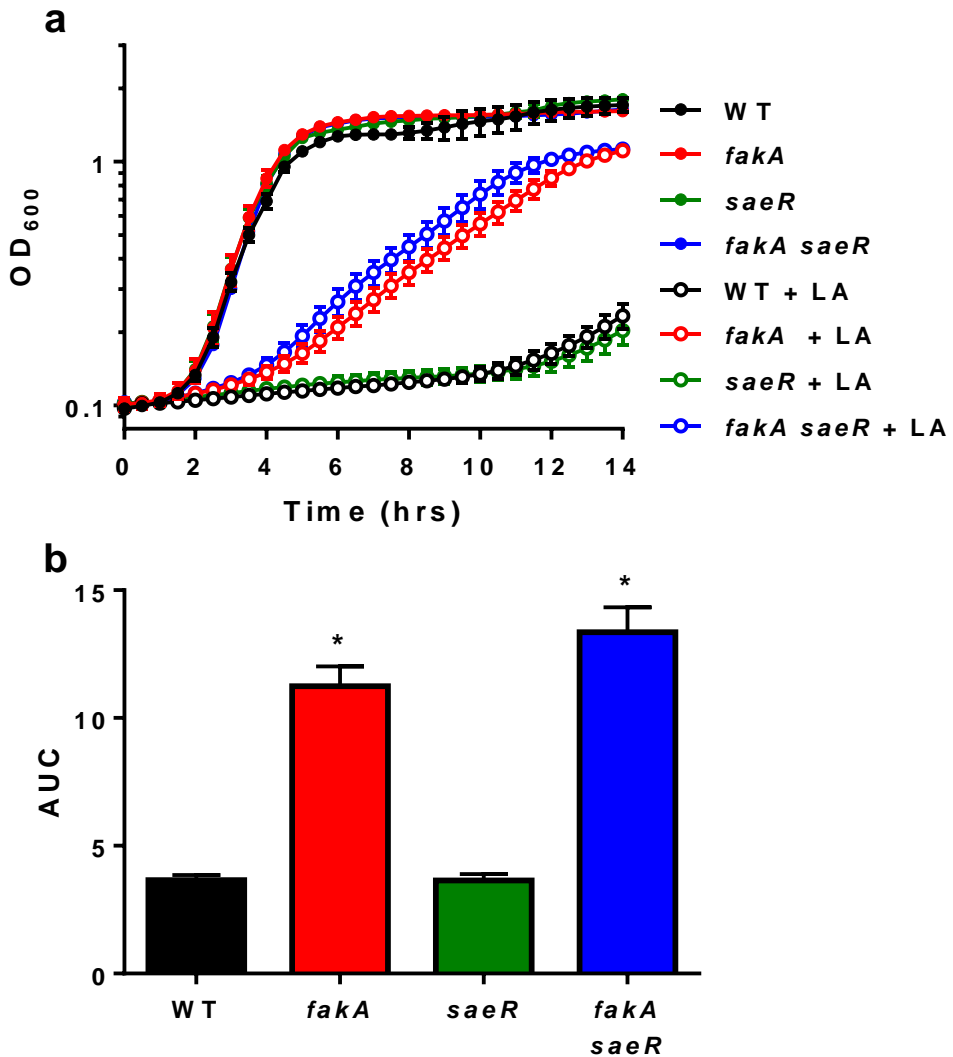 a
OD600
1
0.1
0 2 4 6 8 10 12 14
Time (hrs)
WT
fakA
saeR
fakA saeR
WT + LA
fakA + LA
saeR + LA
fakA saeR + LA
b
AUC
15
10
5
0
* *
WT fakA saeR fakA
saeR